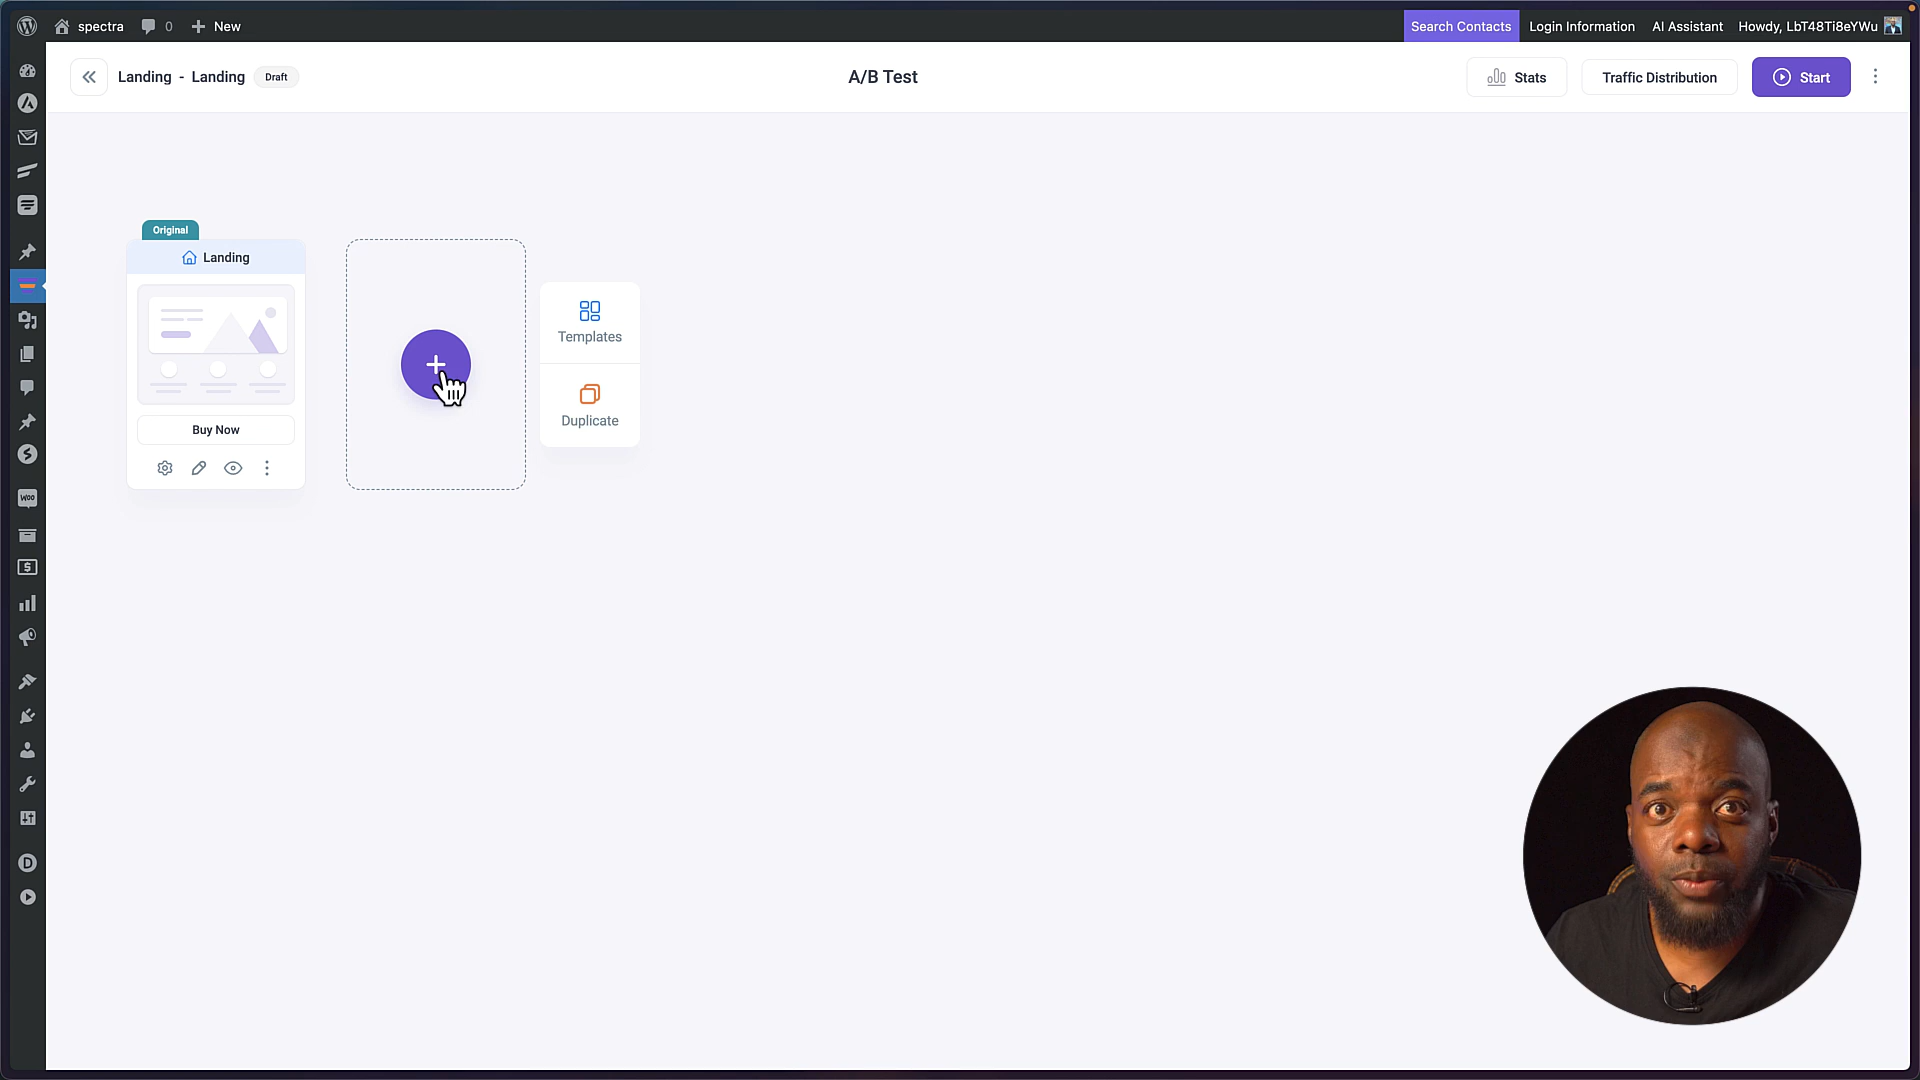 spectra
0
New
Search Contacts
Login Information
AI Assistant
Howdy, LbT48Ti8eYWu
Landing - Landing
Draft
A/B Test
Stats
Traffic Distribution
Start
Original
Landing
Templates
Duplicate
Buy Now